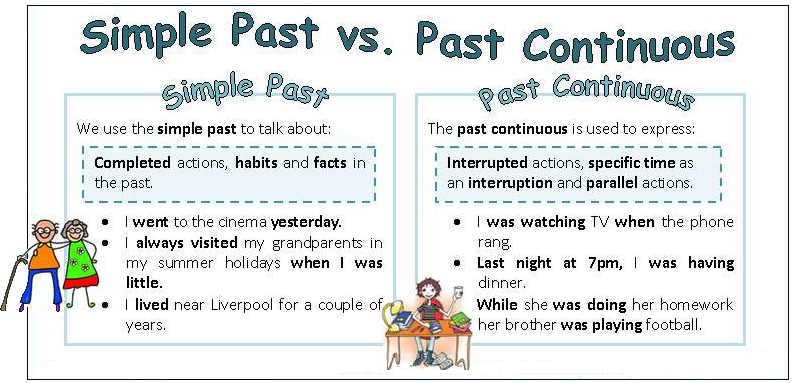 Simple Past vs. Past Continuous
Simple Past
We use the simple past to talk about:
Completed actions, habits and facts in
the past.
• I went to the cinema yesterday.
• I always visited my grandparents in
my summer holidays when I was
little.
• I lived near Liverpool for a couple of
years.
Past Continuous
The past continuous is used to express:
Interrupted actions, specific time as
an interruption and parallel actions.
• I was watching TV when the phone
rang.
• Last night at 7pm, I was having
dinner.
While she was doing her homework
her brother was playing football.